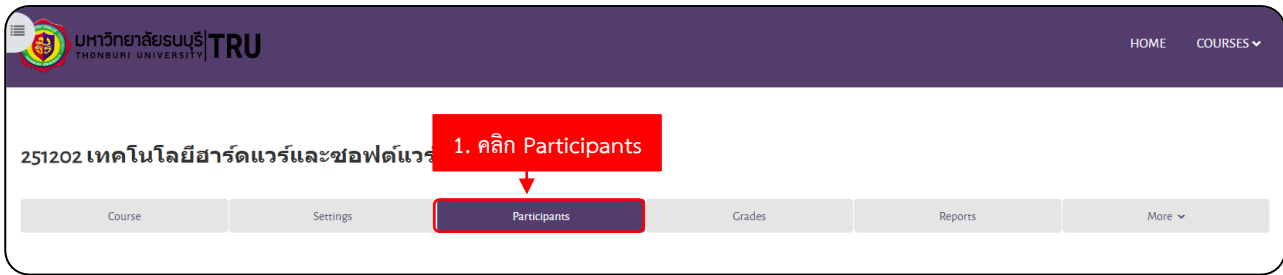 มหาวิทยาลัยธนบุรี TRU
THONBURI UNIVERSITY
HOME COURSES
1. คลิก Participants
251202 เทคโนโลยีฮาร์ดแวร์และซอฟต์แวร์
Course Settings Participants Grades Reports More